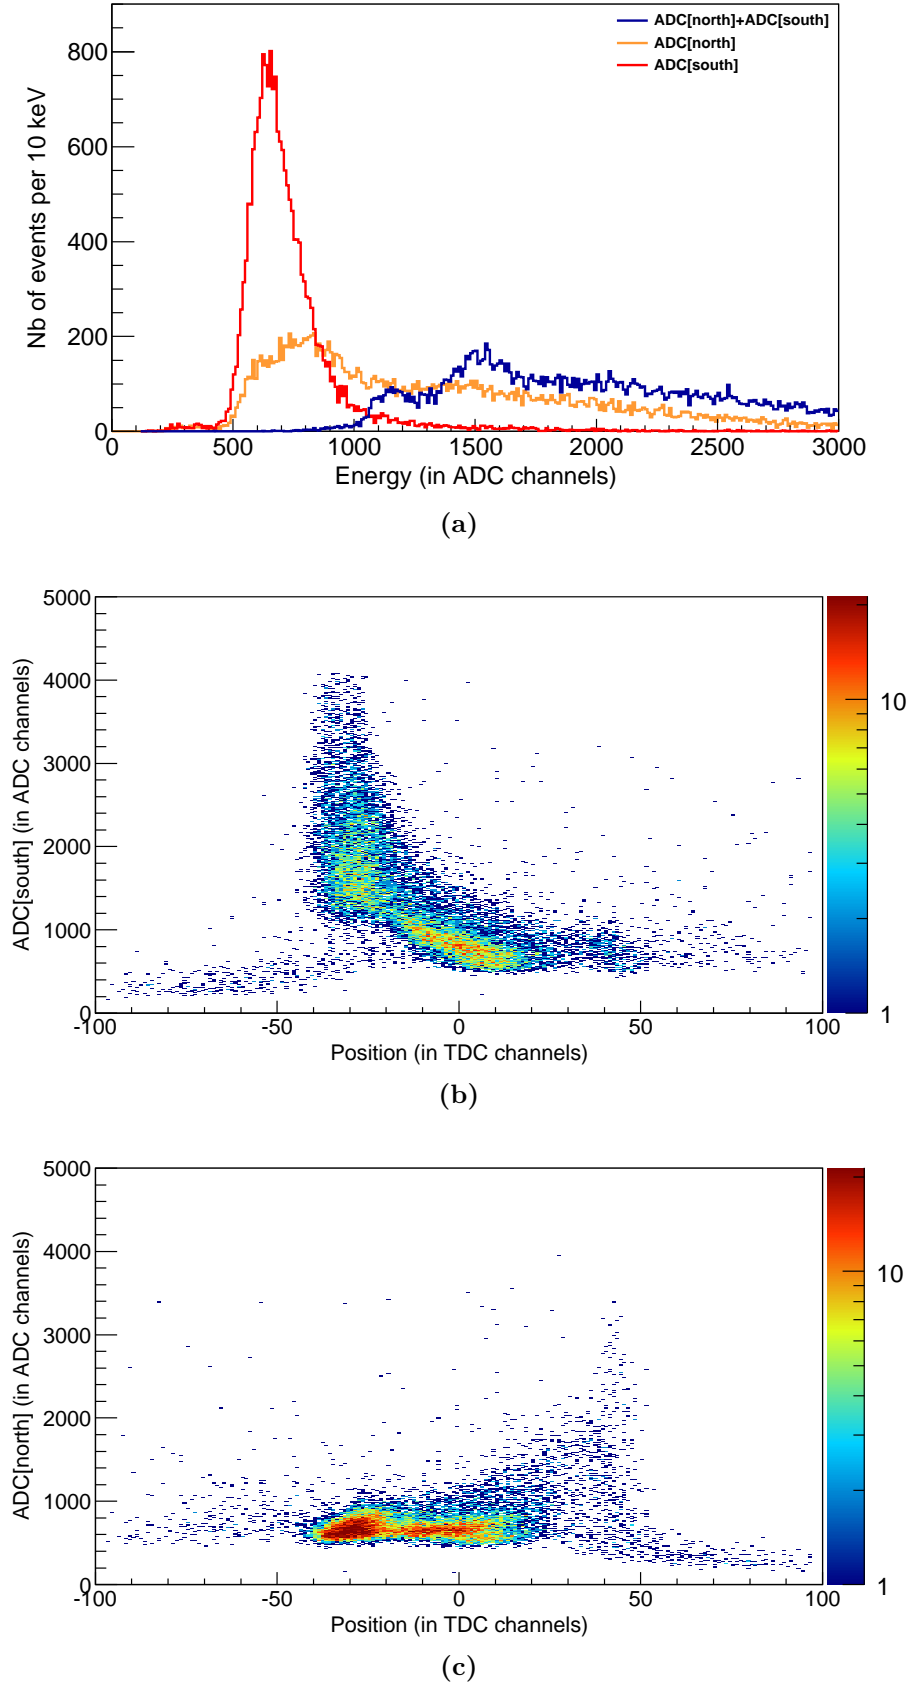 Nb of events per 10 keV
800
600
400
200
0
ADC[north]+ADC[south]
ADC[north]
ADC[south]
0 500 1000 1500 2000 2500 3000
Energy (in ADC channels)
(a)
ADC[south] (in ADC channels)
5000
4000
3000
2000
1000
0
10
1
-100 -50 0 50 100
Position (in TDC channels)
(b)
ADC[north] (in ADC channels)
5000
4000
3000
2000
1000
0
10
1
-100 -50 0 50 100
Position (in TDC channels)
(c)